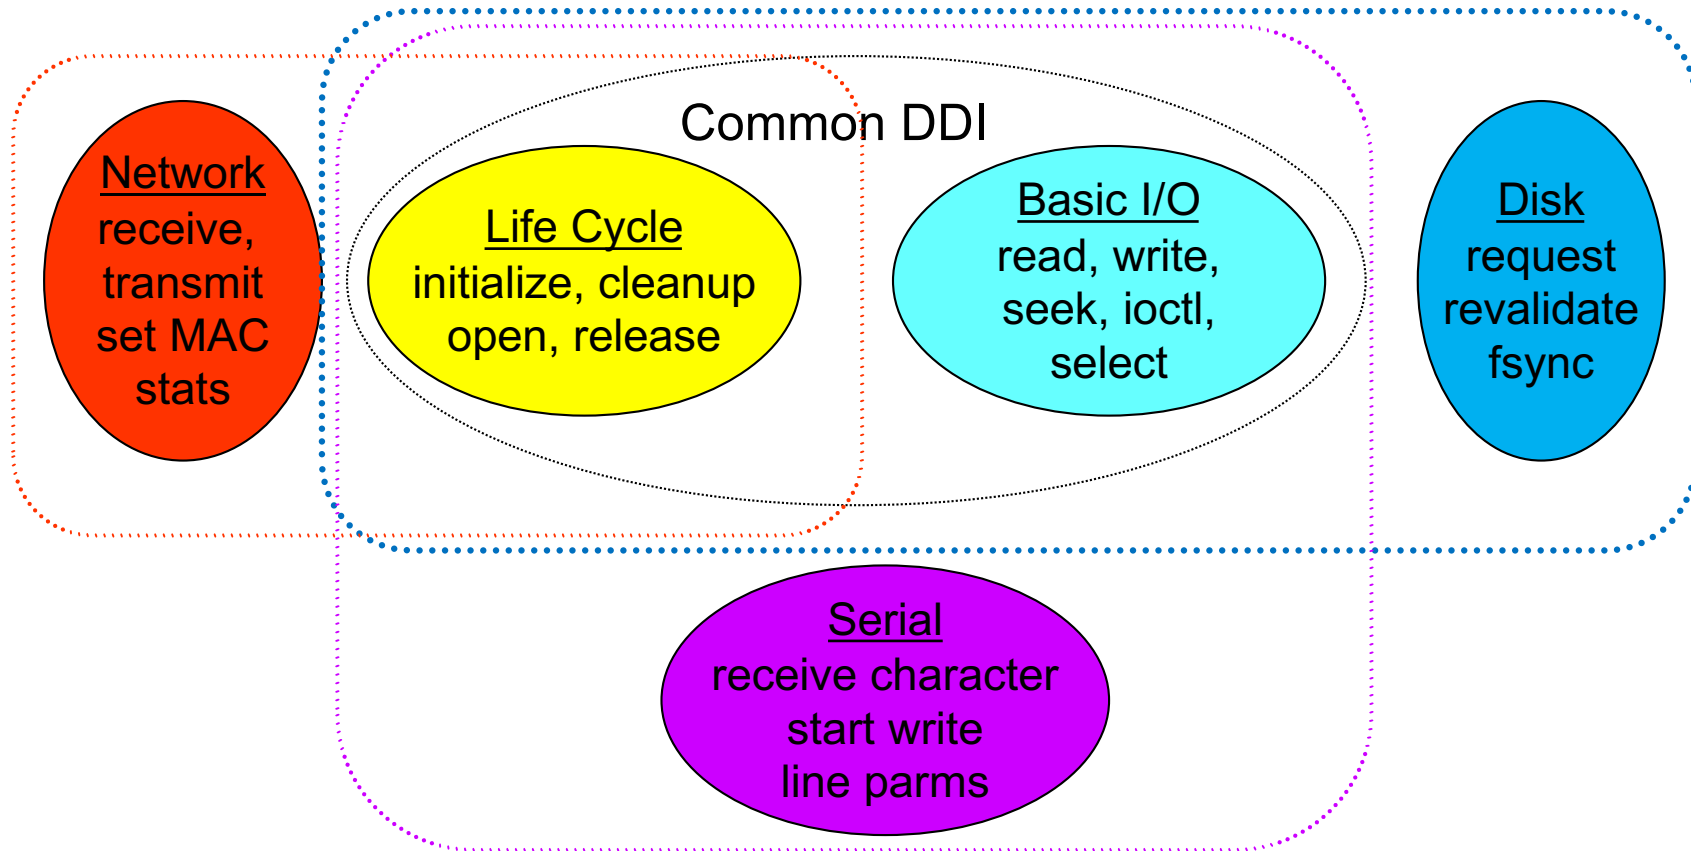 Common DDI
Network
receive,
transmit
set MAC
stats
Life Cycle
initialize, cleanup
open, release
Basic I/O
read, write,
seek, ioctl,
select
Disk
request
revalidate
fsync
Serial
receive character
start write
line parms